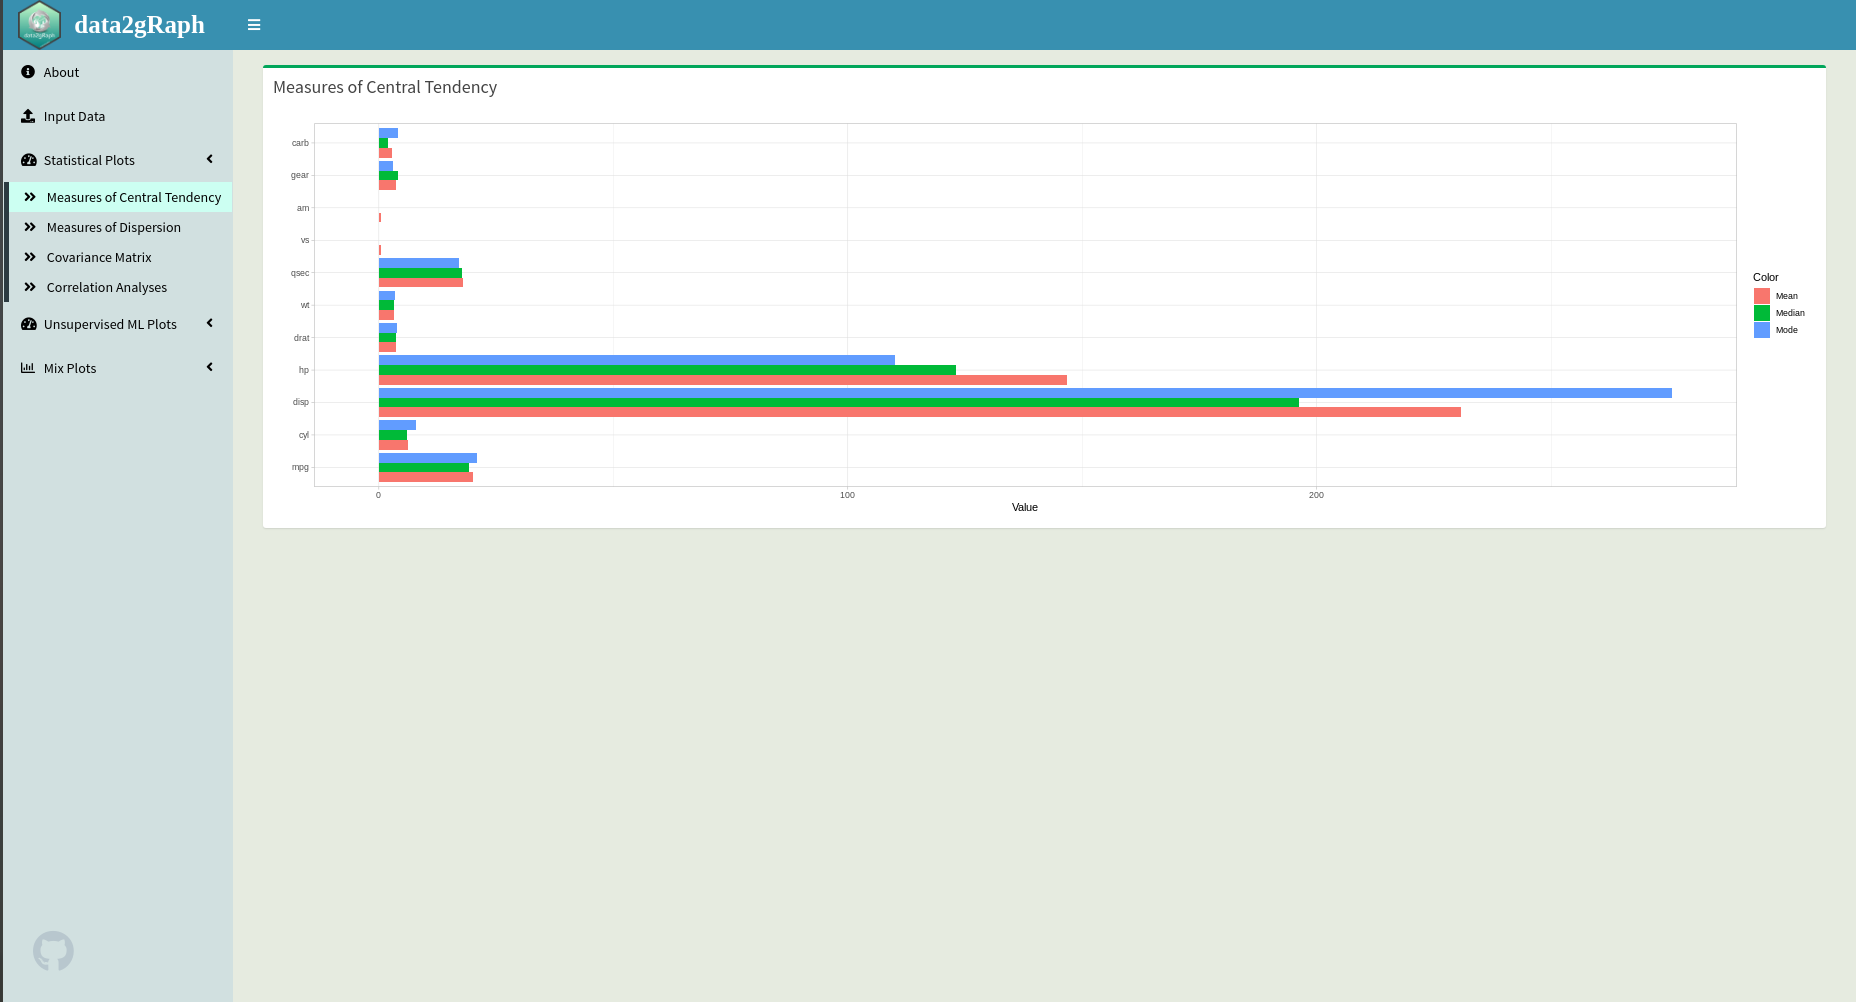 data2gRaph
data2gRaph
About
Input Data
Statistical Plots
Measures of Central Tendency
Measures of Dispersion
Covariance Matrix
Correlation Analyses
Unsupervised ML Plots
Mix Plots
Measures of Central Tendency
carb
gear
am
vs
qsec
wt
drat
hp
disp
cyl
mpg
0 100 200
Value
Color
Mean
Median
Mode